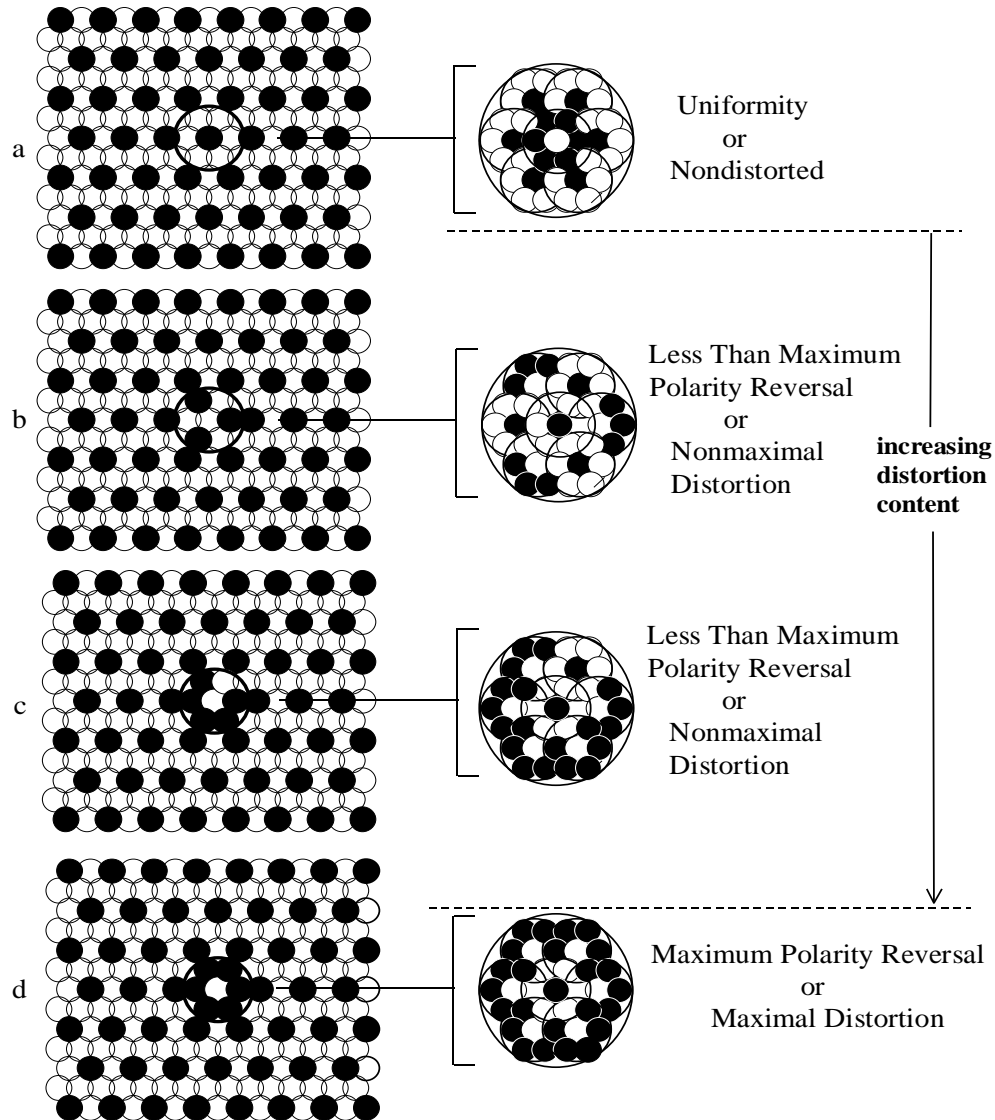 a
Uniformity
or
Nondistorted
b
Less Than Maximum
Polarity Reversal
or
Nonmaximal
Distortion
increasing
distortion
content
c
Less Than Maximum
Polarity Reversal
or
Nonmaximal
Distortion
d
Maximum Polarity Reversal
or
Maximal Distortion